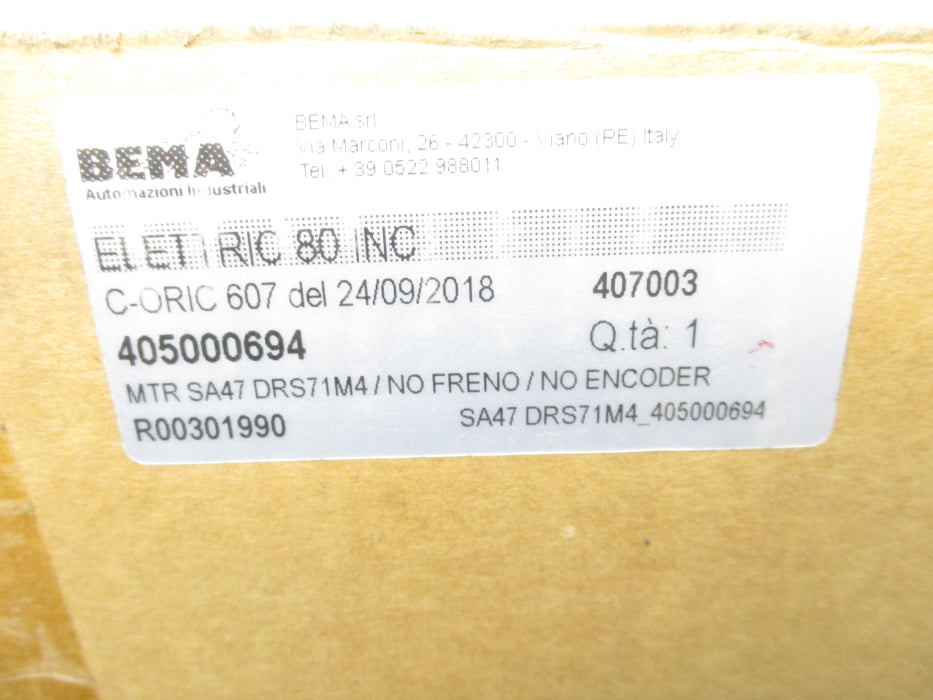 BEMA
Automazioni Industriali
BEMA srl
Via Marconi, 26 - 42300 - Viano (RE) Italy
Tel. + 39 0522 988011
ELETTRIC 80 INC
C-ORIC 607 del 24/09/2018
407003
405000694
Q.tà: 1
MTR SA47 DRS71M4 / NO FRENO / NO ENCODER
R00301990
SA47 DRS71M4_405000694